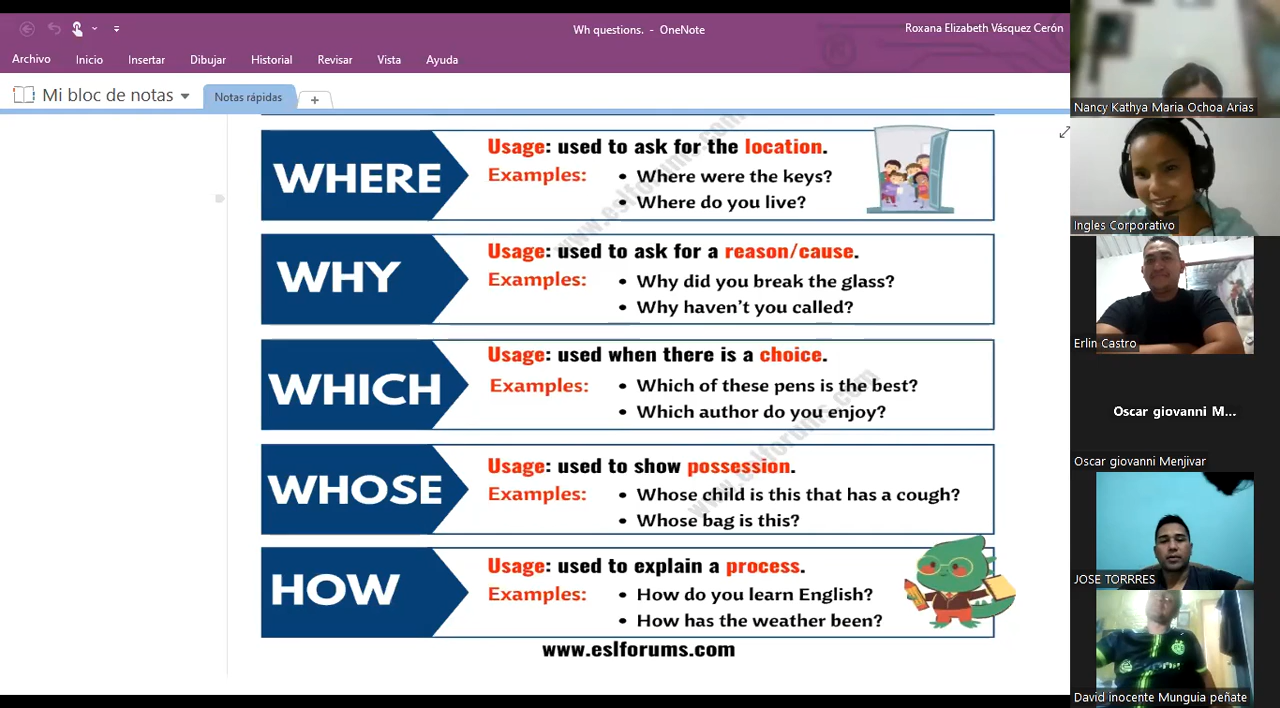 Wh questions. - OneNote
Roxana Elizabeth Vásquez Cerón
Archivo Inicio Insertar Dibujar Historial Revisar Vista Ayuda
Mi bloc de notas
Notas rápidas
WHERE
Usage: used to ask for the location.
Examples:
• Where were the keys?
• Where do you live?
WHY
Usage: used to ask for a reason/cause.
Examples:
• Why did you break the glass?
• Why haven't you called?
WHICH
Usage: used when there is a choice.
Examples:
• Which of these pens is the best?
• Which author do you enjoy?
WHOSE
Usage: used to show possession.
Examples:
• Whose child is this that has a cough?
• Whose bag is this?
HOW
Usage: used to explain a process.
Examples:
• How do you learn English?
• How has the weather been?
www.eslforums.com
www.eslforums.com
www.eslforums.com
Nancy Kathya Maria Ochoa Arias
Ingles Corporativo
Erlin Castro
Oscar giovanni M...
Oscar giovanni Menjivar
JOSE TORRRES
David inocente Munguia peñate